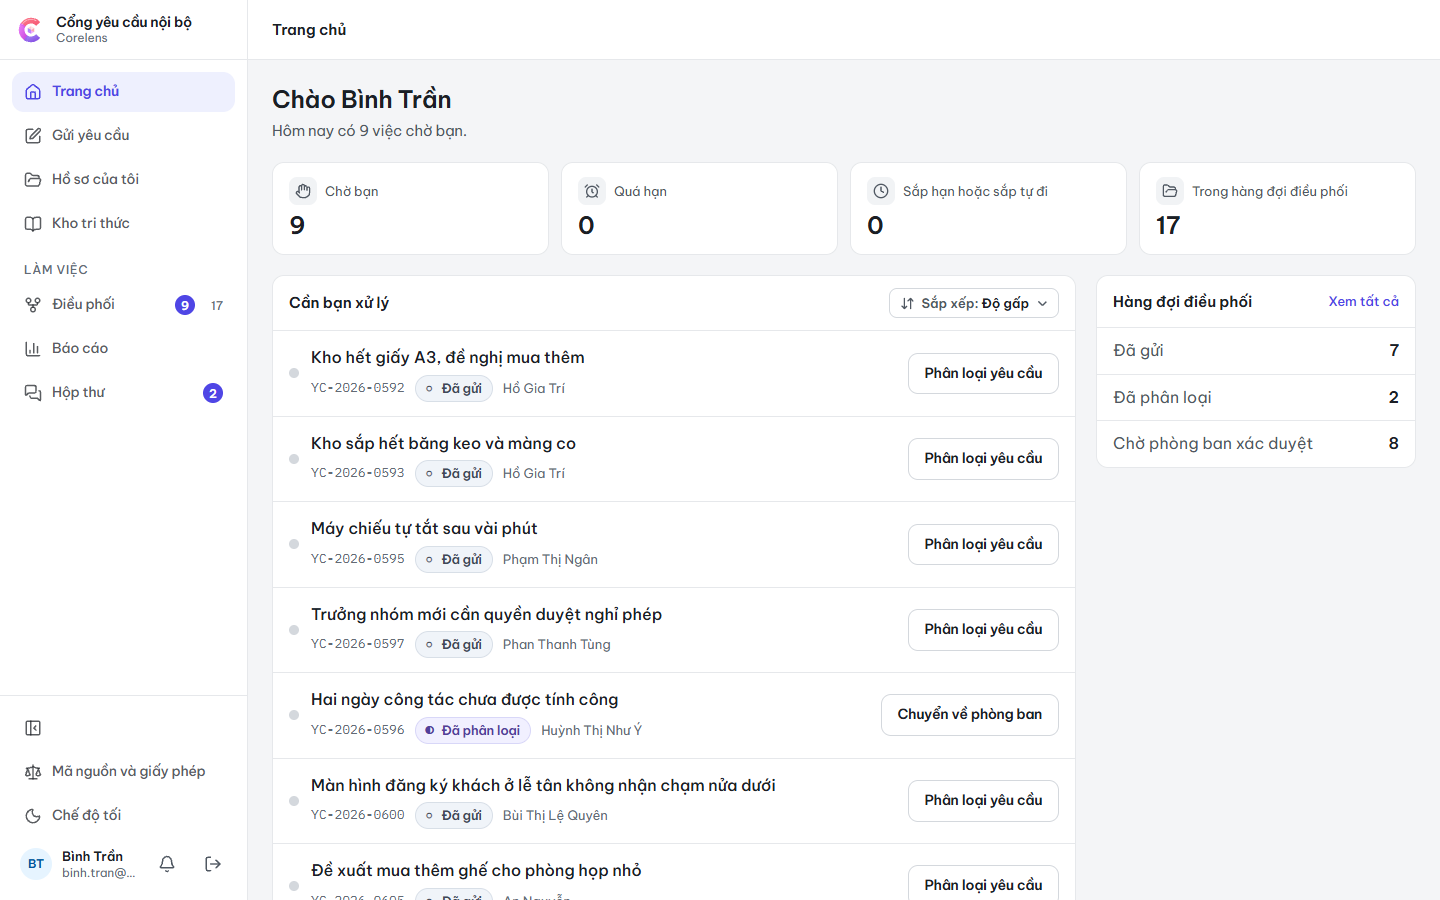 Cổng yêu cầu nội bộ
Corelens
Trang chủ
Gửi yêu cầu
Hồ sơ của tôi
Kho tri thức
LÀM VIỆC
Điều phối 9 17
Báo cáo
Hộp thư 2
Mã nguồn và giấy phép
Chế độ tối
BT
Bình Trần
binh.tran@...
Trang chủ
Chào Bình Trần
Hôm nay có 9 việc chờ bạn.
Chờ bạn
9
Quá hạn
0
Sắp hạn hoặc sắp tự đi
0
Trong hàng đợi điều phối
17
Cần bạn xử lý
Sắp xếp: Độ gấp
Kho hết giấy A3, đề nghị mua thêm
YC-2026-0592 Đã gửi Hồ Gia Trí
Phân loại yêu cầu
Kho sắp hết băng keo và màng co
YC-2026-0593 Đã gửi Hồ Gia Trí
Phân loại yêu cầu
Máy chiếu tự tắt sau vài phút
YC-2026-0595 Đã gửi Phạm Thị Ngân
Phân loại yêu cầu
Trưởng nhóm mới cần quyền duyệt nghỉ phép
YC-2026-0597 Đã gửi Phan Thanh Tùng
Phân loại yêu cầu
Hai ngày công tác chưa được tính công
YC-2026-0596 Đã phân loại Huỳnh Thị Như Ý
Chuyển về phòng ban
Màn hình đăng ký khách ở lễ tân không nhận chạm nửa dưới
YC-2026-0600 Đã gửi Bùi Thị Lệ Quyên
Phân loại yêu cầu
Đề xuất mua thêm ghế cho phòng họp nhỏ
YC-2026-0605 Đã gửi An Nguyễn
Phân loại yêu cầu
Hàng đợi điều phối
Xem tất cả
Đã gửi 7
Đã phân loại 2
Chờ phòng ban xác duyệt 8